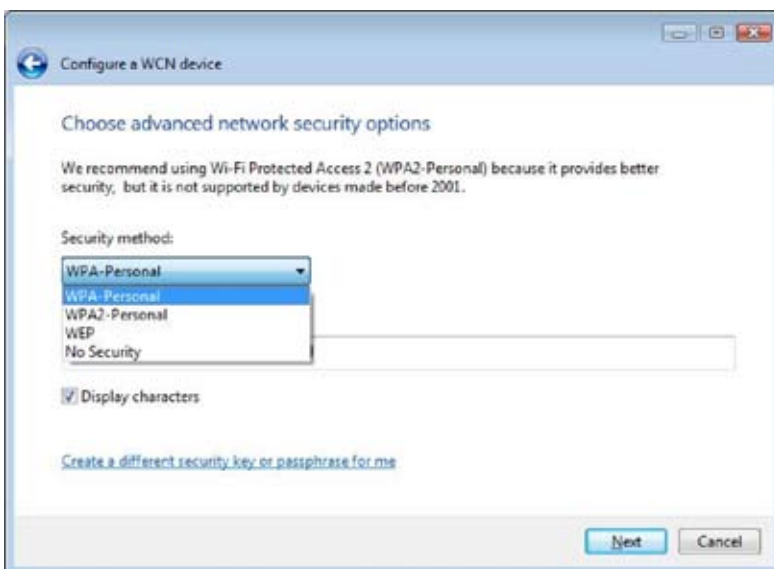 Configure a WCN device
Choose advanced network security options
We recommend using Wi-Fi Protected Access 2 (WPA2-Personal) because it provides better
security, but it is not supported by devices made before 2001.
Security method:
WPA-Personal
WPA-Personal
WPA2-Personal
WEP
No Security
Display characters
Create a different security key or passphrase for me
Next
Cancel